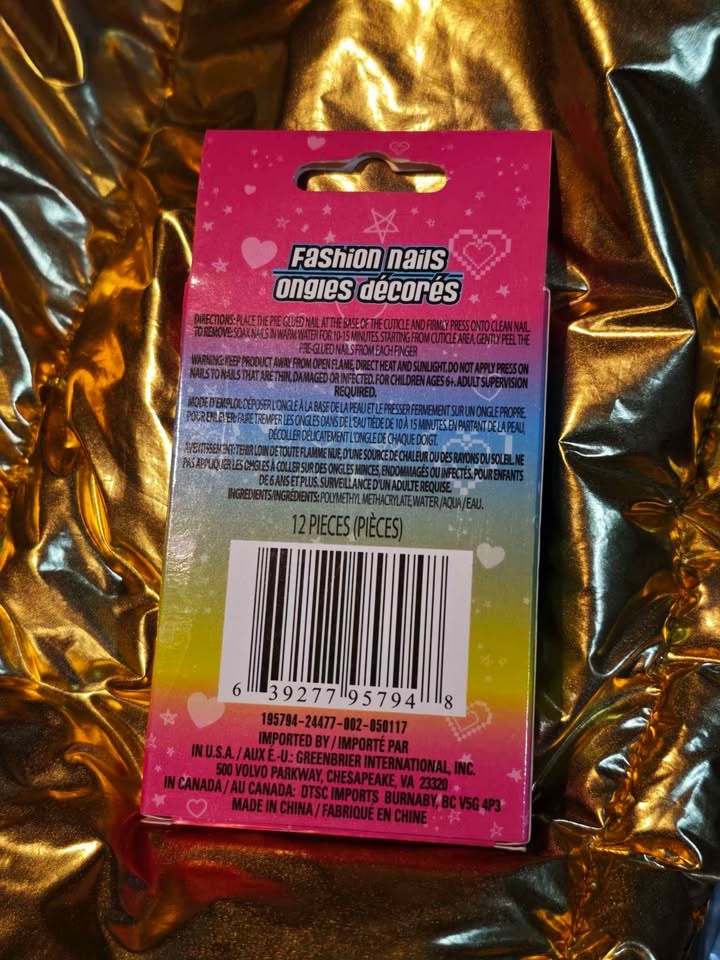 Fashion nails
ongles décorés
DIRECTIONS: PLACE THE PRE-GLUED NAIL AT THE BASE OF THE CUTICLE AND FIRMLY PRESS ONTO CLEAN NAIL.
TO REMOVE: SOAK NAILS IN WARM WATER FOR 10-15 MINUTES. STARTING FROM CUTICLE AREA, GENTLY PEEL THE
PRE-GLUED NAILS FROM EACH FINGER
WARNING: KEEP PRODUCT AWAY FROM OPEN FLAME, DIRECT HEAT AND SUNLIGHT. DO NOT APPLY PRESS ON
NAILS TO NAILS THAT ARE THIN, DAMAGED OR INFECTED. FOR CHILDREN AGES 6+. ADULT SUPERVISION
REQUIRED.
MODE D'EMPLOI: DÉPOSER L'ONGLE À LA BASE DE LA PEAU ET LE PRESSER FERMEMENT SUR UN ONGLE PROPRE.
POUR ENLEVER: FAIRE TREMPER LES ONGLES DANS DE L'EAU TIÈDE DE 10 À 15 MINUTES. EN PARTANT DE LA PEAU,
DÉCOLLER DÉLICATEMENT L'ONGLE DE CHAQUE DOIGT.
AVERTISSEMENT: TENIR LOIN DE TOUTE FLAMME NUE, D'UNE SOURCE DE CHALEUR OU DES RAYONS DU SOLEIL. NE
PAS APPLIQUER LES ONGLES À COLLER SUR DES ONGLES MINCES, ENDOMMAGÉS OU INFECTÉS. POUR ENFANTS
DE 6 ANS ET PLUS. SURVEILLANCE D'UN ADULTE REQUISE.
INGREDIENTS/INGRÉDIENTS: POLYMETHYL METHACRYLATE, WATER / AQUA / EAU.
12 PIECES (PIÈCES)
6 39277 95794 8
195794-24477-002-050117
IMPORTED BY / IMPORTÉ PAR
IN U.S.A. / AUX É.-U.: GREENBRIER INTERNATIONAL, INC.
500 VOLVO PARKWAY, CHESAPEAKE, VA 23320
IN CANADA / AU CANADA: DTSC IMPORTS BURNABY, BC V5G 4P3
MADE IN CHINA / FABRIQUÉ EN CHINE